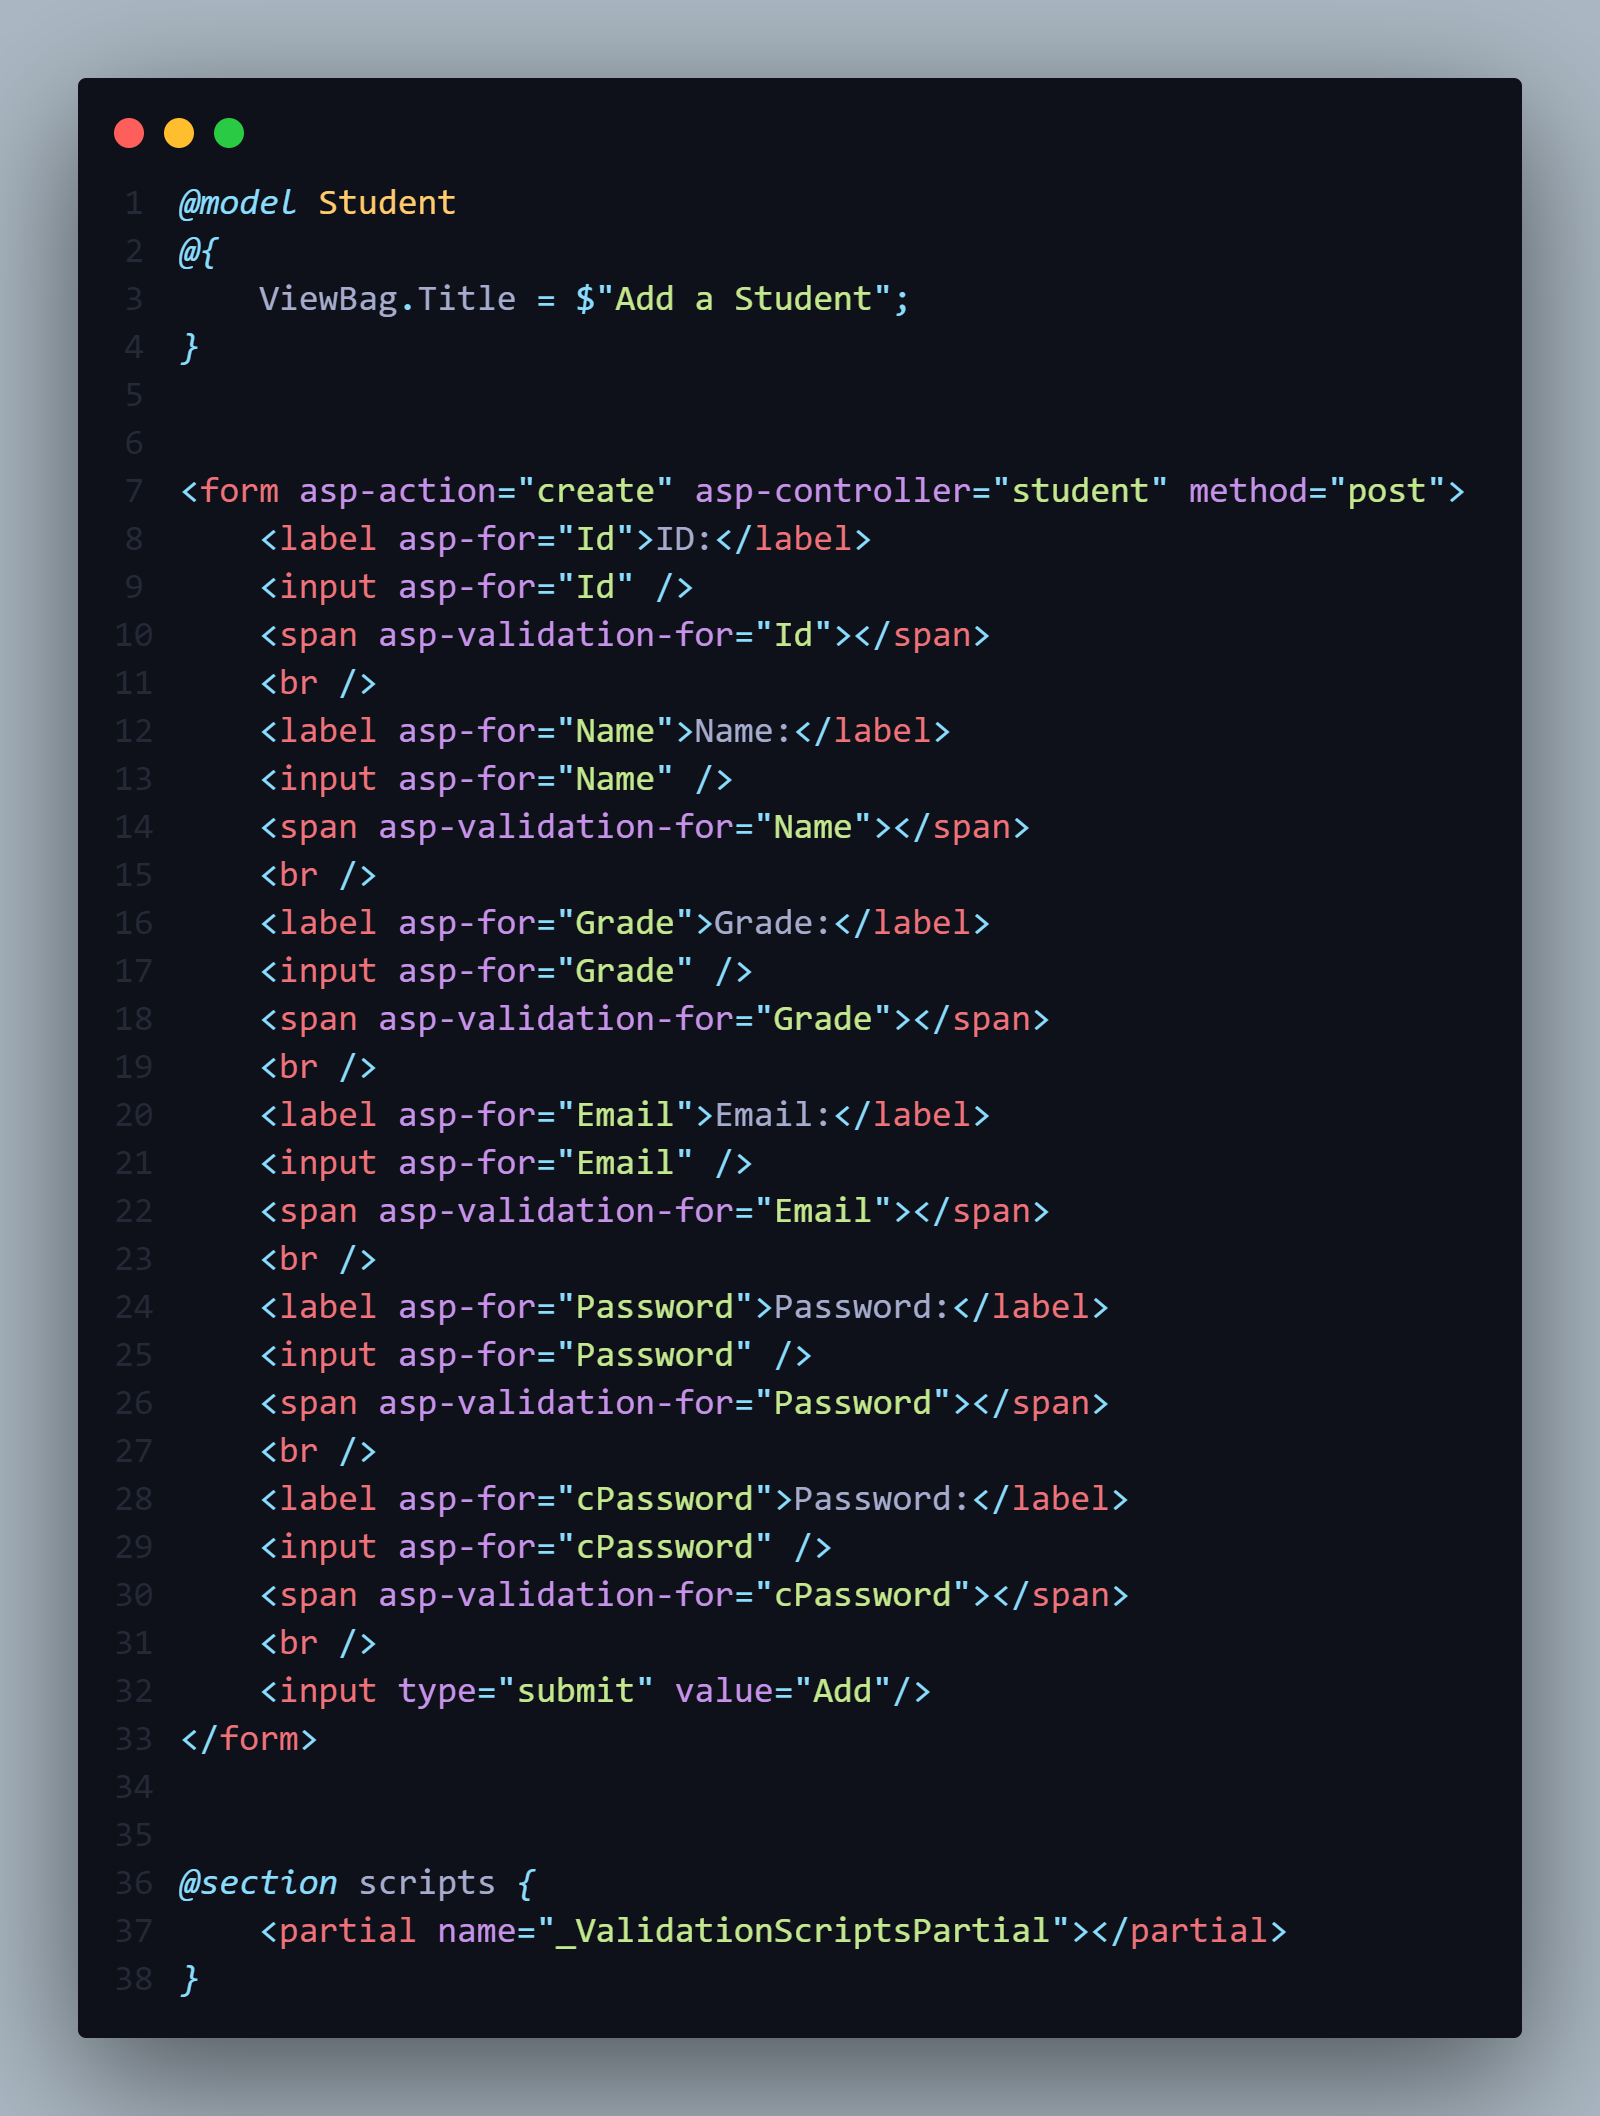 1 @model Student
2 @{
3     ViewBag.Title = $"Add a Student";
4 }
5
6
7 <form asp-action="create" asp-controller="student" method="post">
8     <label asp-for="Id">ID:</label>
9     <input asp-for="Id" />
10     <span asp-validation-for="Id"></span>
11     <br />
12     <label asp-for="Name">Name:</label>
13     <input asp-for="Name" />
14     <span asp-validation-for="Name"></span>
15     <br />
16     <label asp-for="Grade">Grade:</label>
17     <input asp-for="Grade" />
18     <span asp-validation-for="Grade"></span>
19     <br />
20     <label asp-for="Email">Email:</label>
21     <input asp-for="Email" />
22     <span asp-validation-for="Email"></span>
23     <br />
24     <label asp-for="Password">Password:</label>
25     <input asp-for="Password" />
26     <span asp-validation-for="Password"></span>
27     <br />
28     <label asp-for="cPassword">Password:</label>
29     <input asp-for="cPassword" />
30     <span asp-validation-for="cPassword"></span>
31     <br />
32     <input type="submit" value="Add"/>
33 </form>
34
35
36 @section scripts {
37     <partial name="_ValidationScriptsPartial"></partial>
38 }